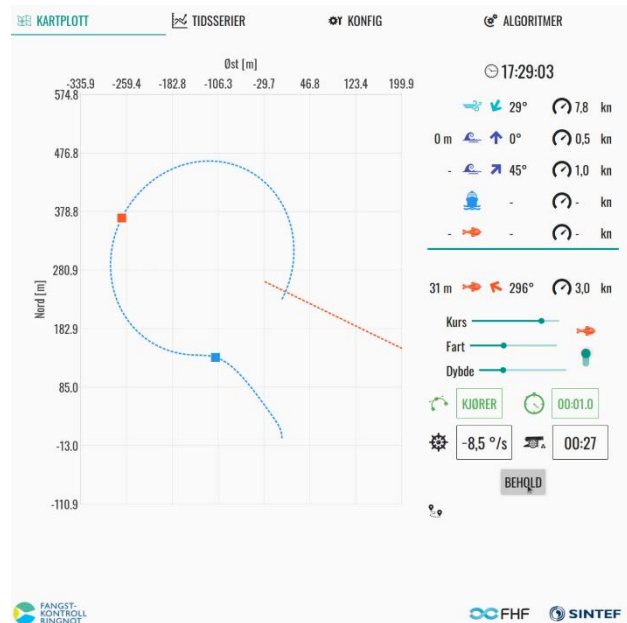 KARTPLOTT TIDSSERIER KONFIG ALGORITMER
17:29:03
Øst [m]
-335.9 -259.4 -182.8 -106.3 -29.7 46.8 123.4 199.9
574.8
476.8
378.8
280.9
182.9
85.0
-13.0
-110.9
Nord [m]
29° 7,8 kn
0 m 0° 0,5 kn
- 45° 1,0 kn
- - kn
- - - kn
31 m 296° 3,0 kn
Kurs
Fart
Dybde
KJØRER 00:01.0
-8,5 °/s 00:27
BEHOLD
FANGST-
KONTROLL
RINGNOT
FHF SINTEF